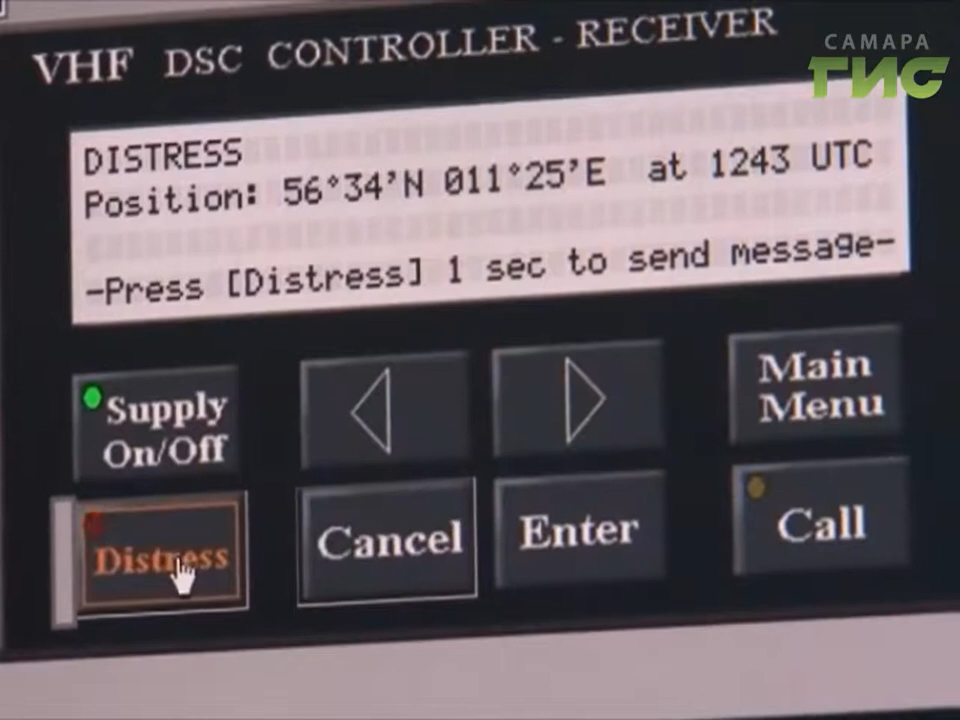 VHF DSC CONTROLLER - RECEIVER
САМАРА
ГИС
DISTRESS
Position: 56°34'N 011°25'E at 1243 UTC
-Press [Distress] 1 sec to send message-
Supply
On/Off
Main
Menu
Distress
Cancel
Enter
Call